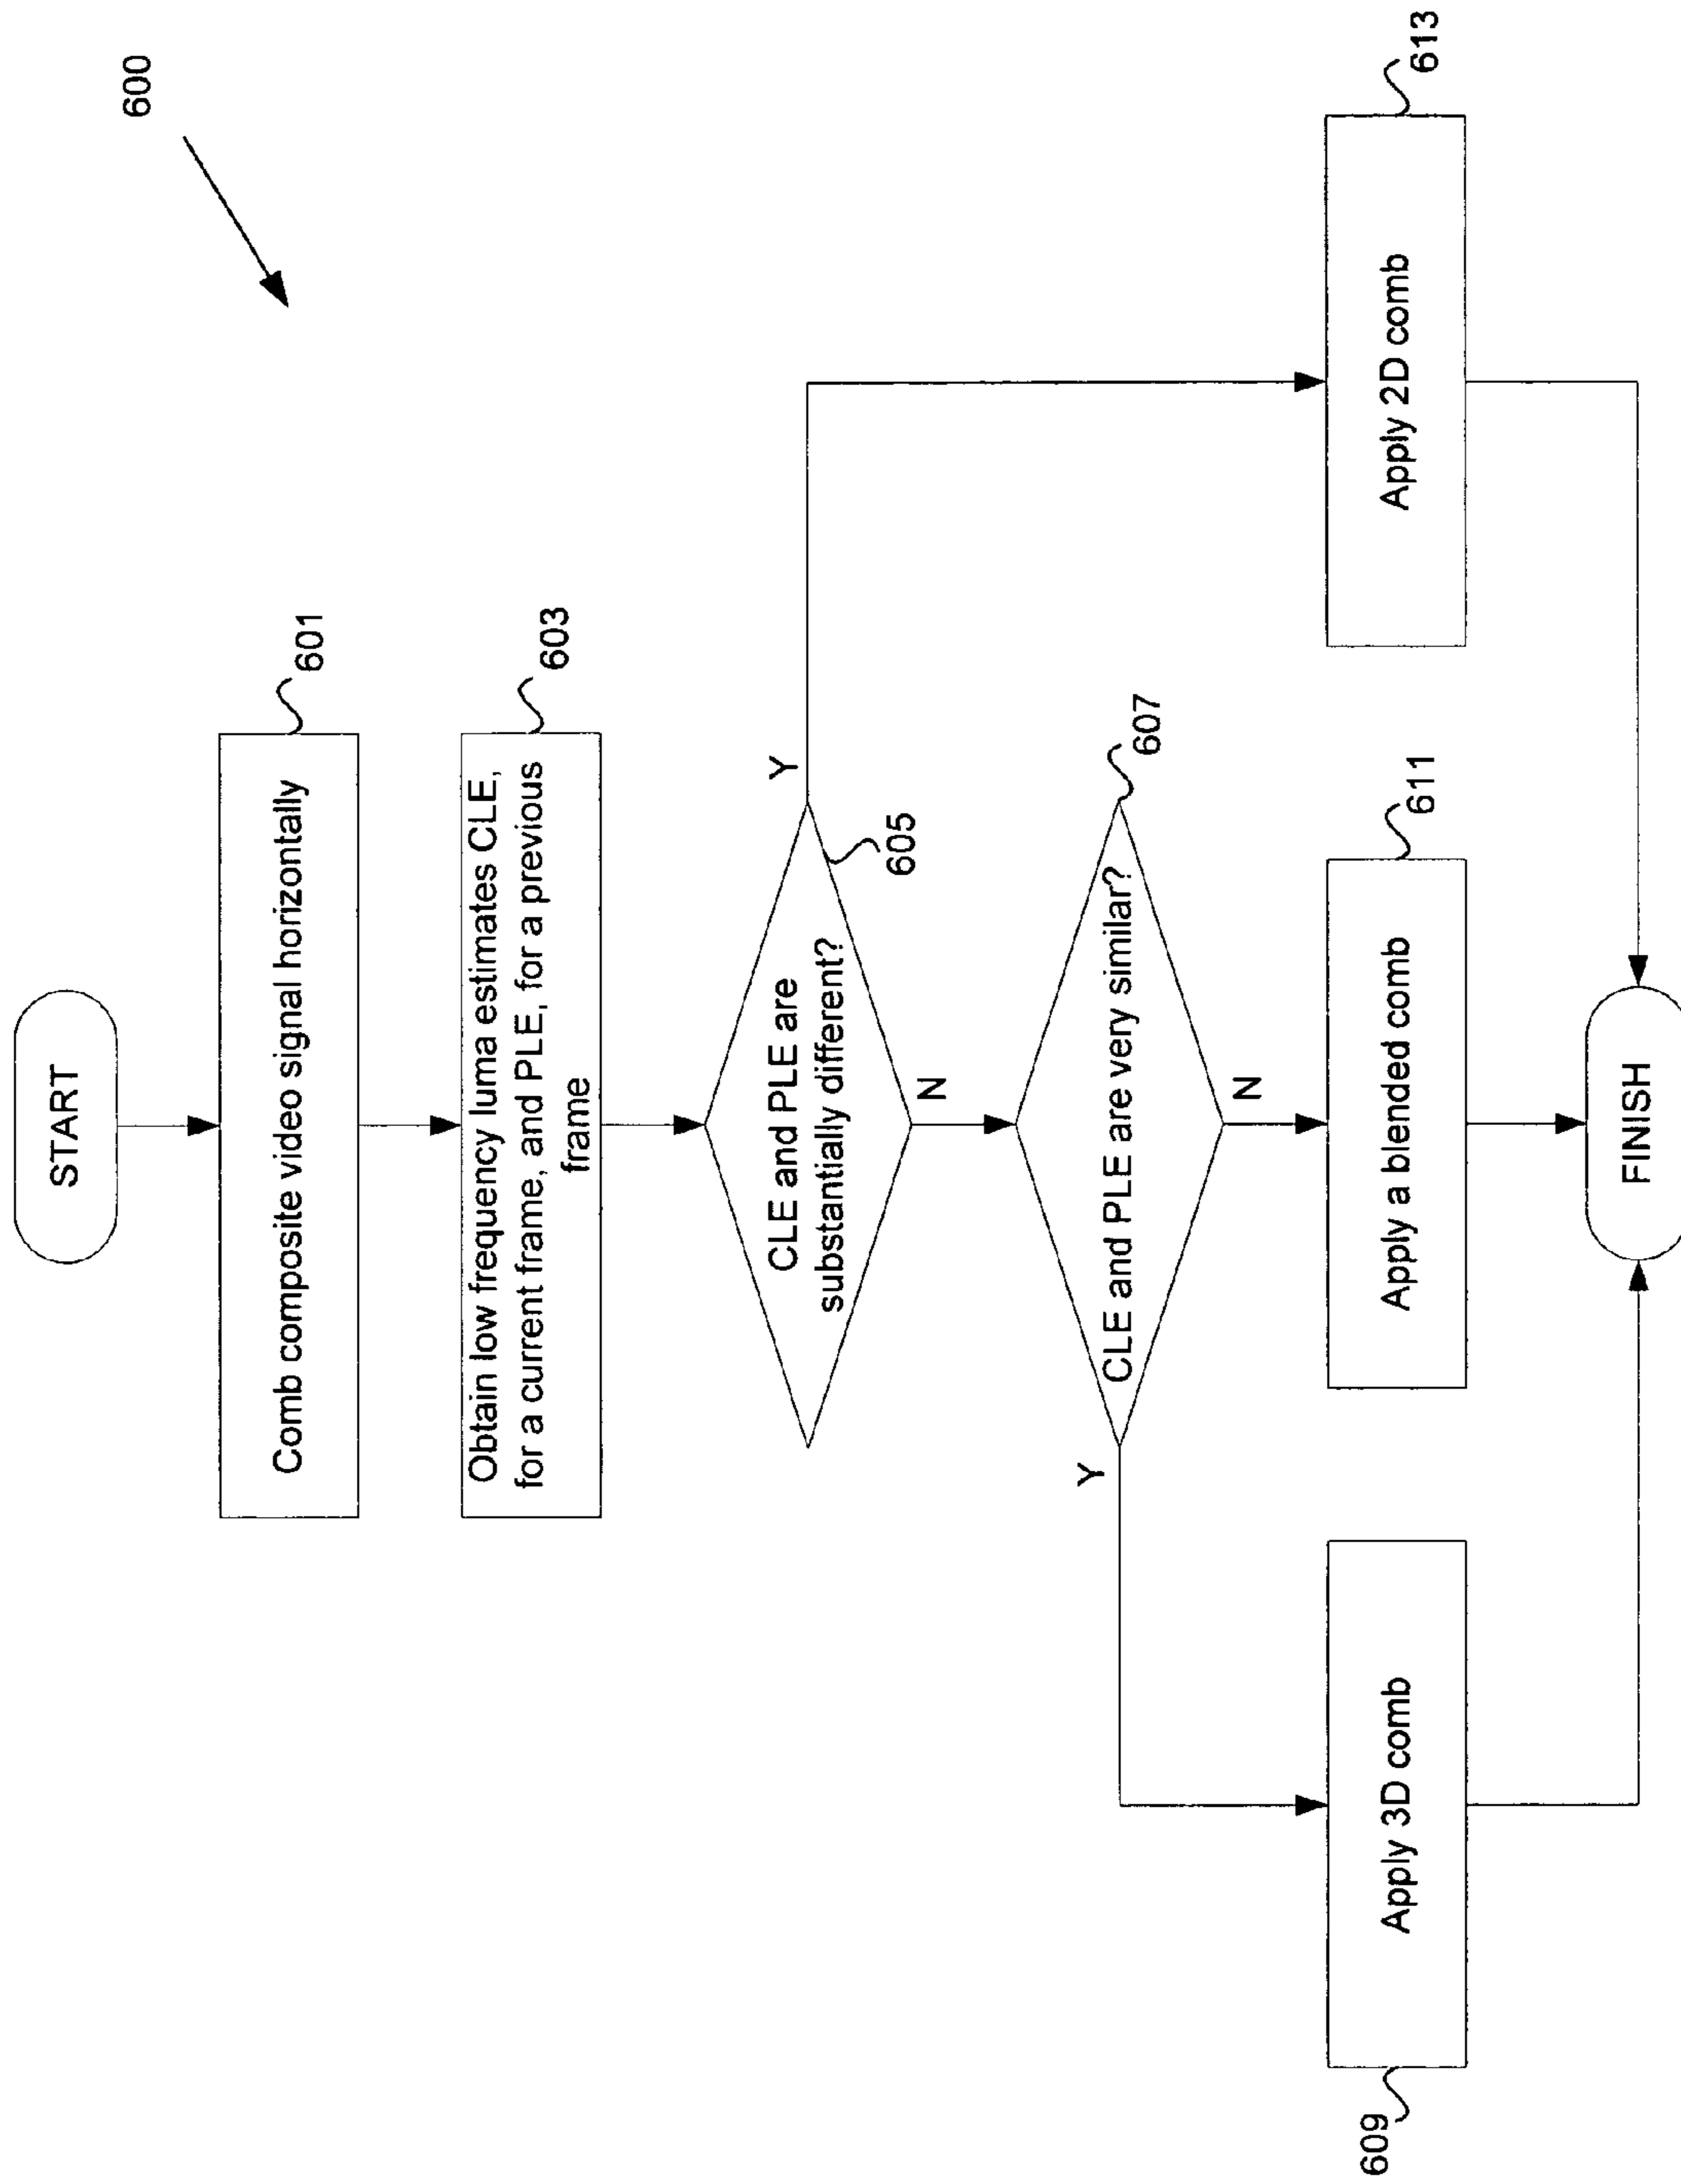 600
START
Comb composite video signal horizontally
601
Obtain low frequency luma estimates CLE,
for a current frame, and PLE, for a previous
frame
603
CLE and PLE are
substantially different?
Y
605
N
CLE and PLE are very similar?
607
Y
N
Apply 3D comb
609
Apply a blended comb
611
Apply 2D comb
613
FINISH